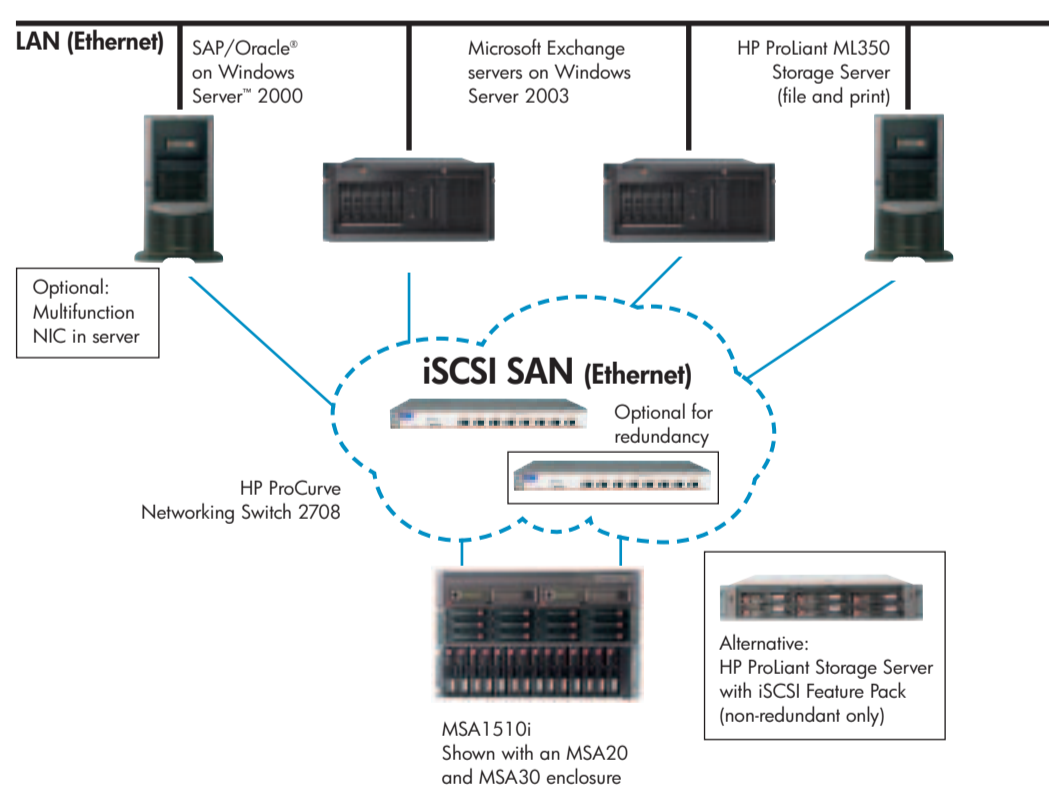 LAN (Ethernet)
SAP/Oracle®
on Windows
Server™ 2000
Microsoft Exchange
servers on Windows
Server 2003
HP ProLiant ML350
Storage Server
(file and print)
Optional:
Multifunction
NIC in server
iSCSI SAN (Ethernet)
Optional for
redundancy
HP ProCurve
Networking Switch 2708
MSA1510i
Shown with an MSA20
and MSA30 enclosure
Alternative:
HP ProLiant Storage Server
with iSCSI Feature Pack
(non-redundant only)